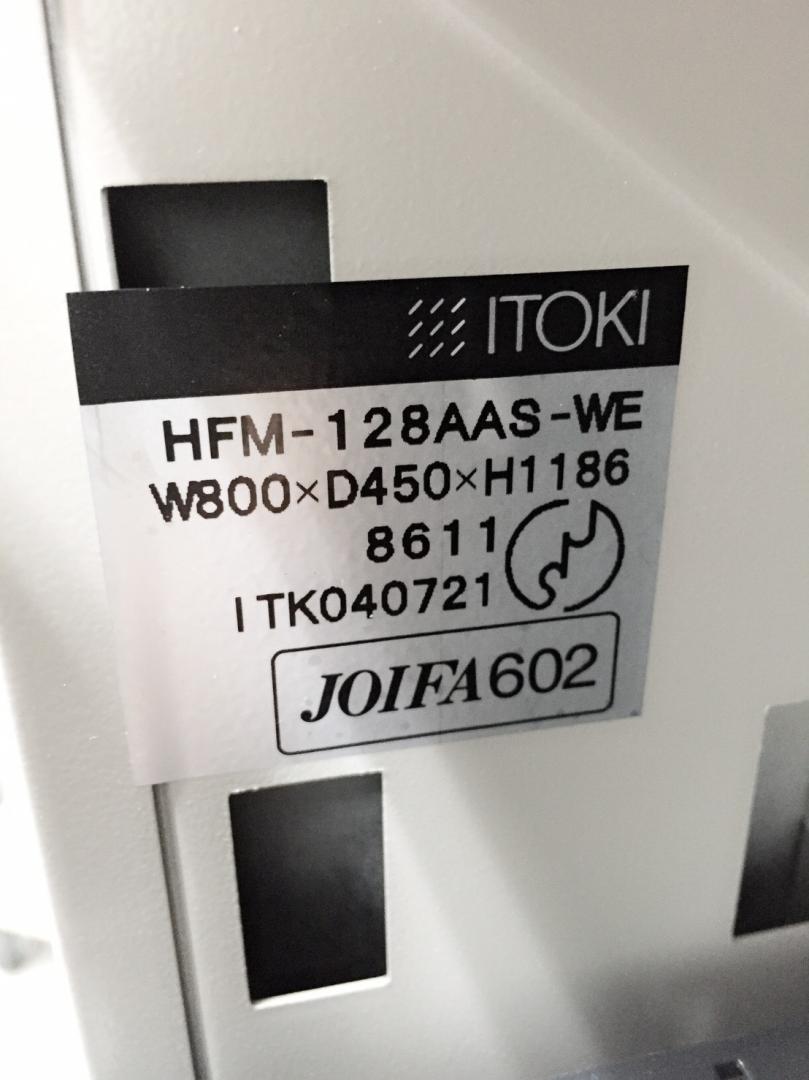 ITOKI
HFM-128AAS-WE
W800×D450×H1186
8611
ITK040721
JOIFA602